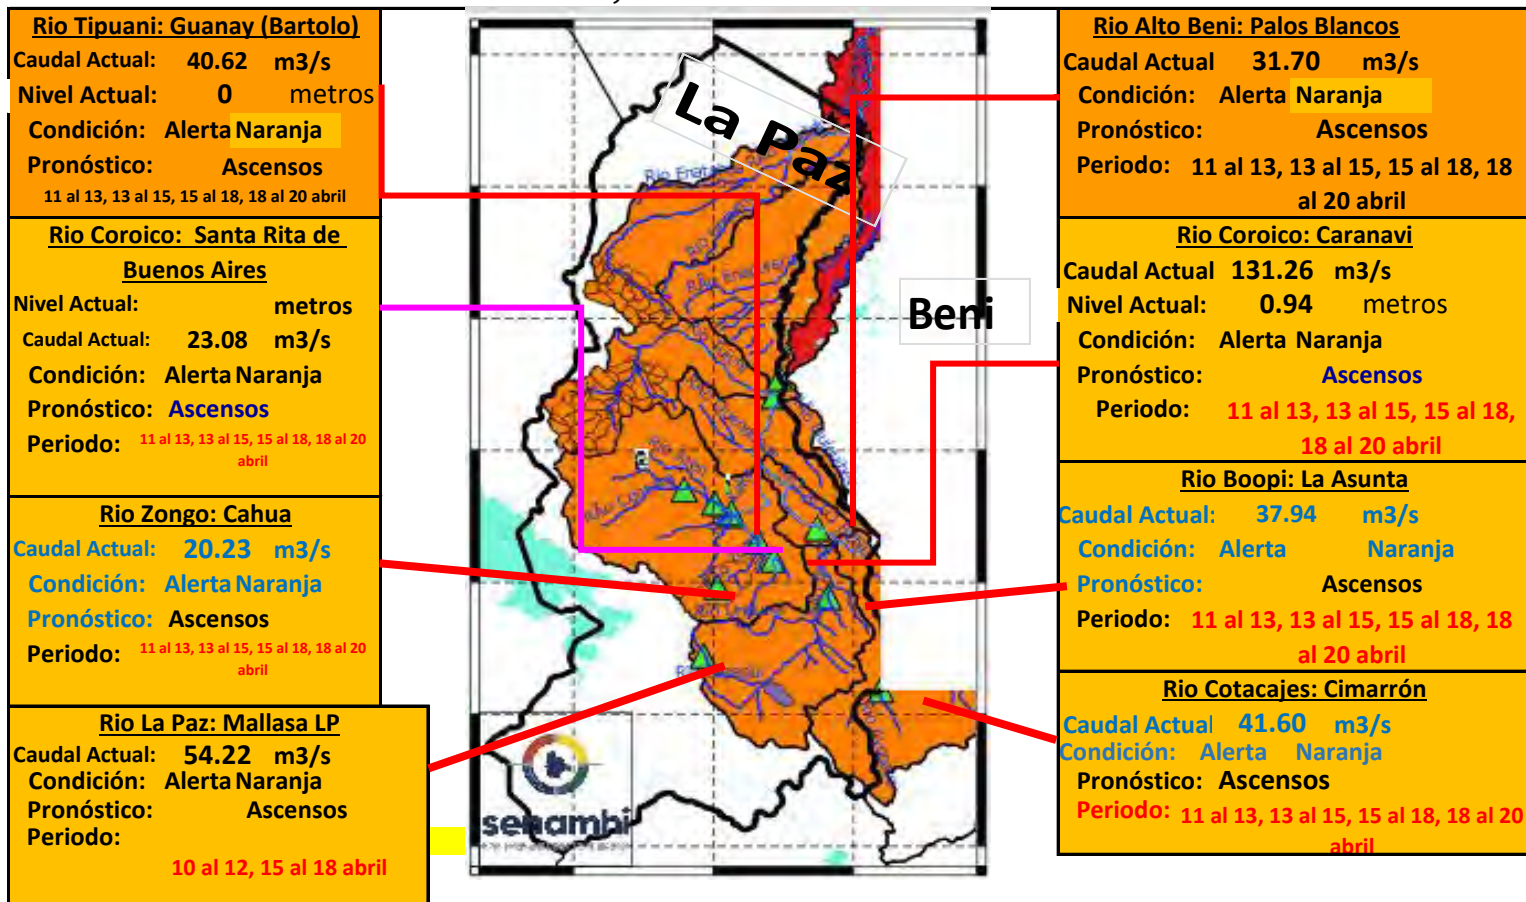 Rio Tipuani: Guanay (Bartolo)
Caudal Actual: 40.62 m3/s
Nivel Actual: 0 metros
Condición: Alerta Naranja
Pronóstico: Ascensos
11 al 13, 13 al 15, 15 al 18, 18 al 20 abril
Rio Coroico: Santa Rita de
Buenos Aires
Nivel Actual: metros
Caudal Actual: 23.08 m3/s
Condición: Alerta Naranja
Pronóstico: Ascensos
Periodo: 11 al 13, 13 al 15, 15 al 18, 18 al 20
abril
Rio Zongo: Cahua
Caudal Actual: 20.23 m3/s
Condición: Alerta Naranja
Pronóstico: Ascensos
Periodo: 11 al 13, 13 al 15, 15 al 18, 18 al 20
abril
Rio La Paz: Mallasa LP
Caudal Actual: 54.22 m3/s
Condición: Alerta Naranja
Pronóstico: Ascensos
Periodo:
10 al 12, 15 al 18 abril
La Paz
Beni
senamhi
Rio Alto Beni: Palos Blancos
Caudal Actual 31.70 m3/s
Condición: Alerta Naranja
Pronóstico: Ascensos
Periodo: 11 al 13, 13 al 15, 15 al 18, 18
al 20 abril
Rio Coroico: Caranavi
Caudal Actual 131.26 m3/s
Nivel Actual: 0.94 metros
Condición: Alerta Naranja
Pronóstico: Ascensos
Periodo: 11 al 13, 13 al 15, 15 al 18,
18 al 20 abril
Rio Boopi: La Asunta
Caudal Actual: 37.94 m3/s
Condición: Alerta Naranja
Pronóstico: Ascensos
Periodo: 11 al 13, 13 al 15, 15 al 18, 18
al 20 abril
Rio Cotacajes: Cimarrón
Caudal Actual 41.60 m3/s
Condición: Alerta Naranja
Pronóstico: Ascensos
Periodo: 11 al 13, 13 al 15, 15 al 18, 18 al 20
abril